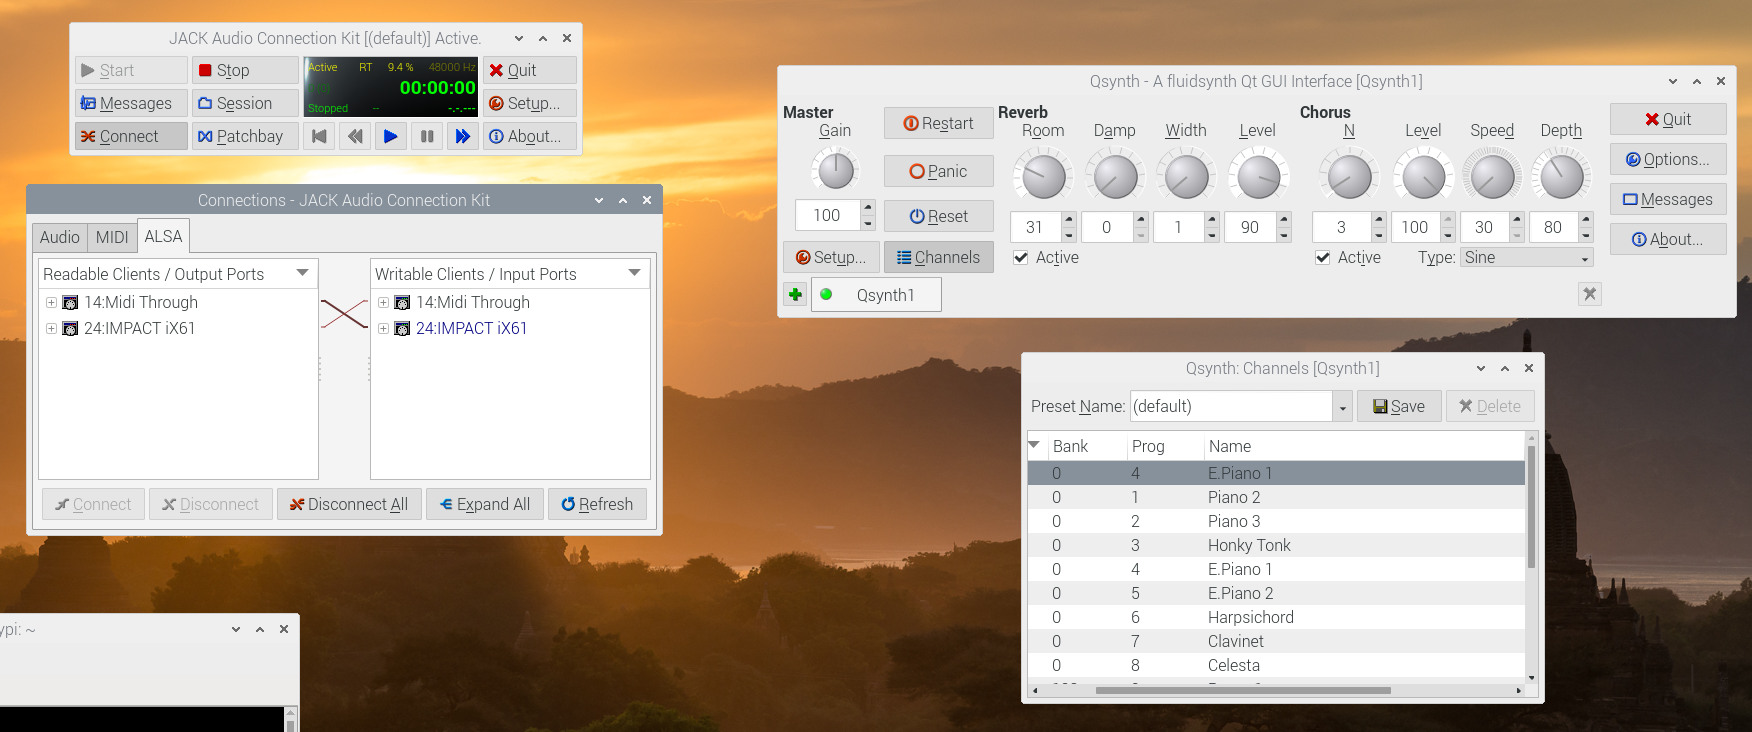 JACK Audio Connection Kit [(default)] Active.
Start
Stop
Active RT 9.4 % 48000 Hz
00:00:00
Stopped -- -.-.---
Quit
Messages
Session
Setup...
Connect
Patchbay
About...
Connections - JACK Audio Connection Kit
Audio MIDI ALSA
Readable Clients / Output Ports
14:Midi Through
24:IMPACT iX61
Writable Clients / Input Ports
14:Midi Through
24:IMPACT iX61
Connect Disconnect Disconnect All Expand All Refresh
ypi: ~
Qsynth - A fluidsynth Qt GUI Interface [Qsynth1]
Master
Gain
100
Setup...
Restart
Panic
Reset
Channels
Reverb
Room Damp Width Level
31 0 1 90
Active
Chorus
N Level Speed Depth
3 100 30 80
Active Type: Sine
Quit
Options...
Messages
About...
Qsynth1
Qsynth: Channels [Qsynth1]
Preset Name: (default) Save Delete
Bank Prog Name
0 4 E.Piano 1
0 1 Piano 2
0 2 Piano 3
0 3 Honky Tonk
0 4 E.Piano 1
0 5 E.Piano 2
0 6 Harpsichord
0 7 Clavinet
0 8 Celesta